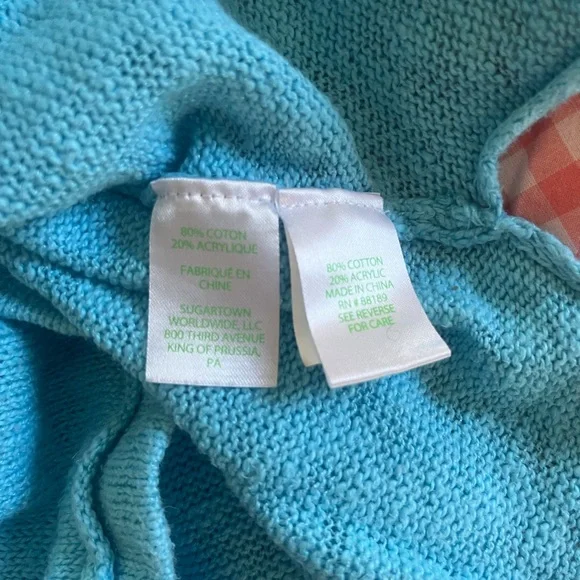 80% COTON
20% ACRYLIQUE
FABRIQUÉ EN
CHINE
SUGARTOWN
WORLDWIDE, LLC
800 THIRD AVENUE
KING OF PRUSSIA,
PA
80% COTTON
20% ACRYLIC
MADE IN CHINA
RN # 88189
SEE REVERSE
FOR CARE